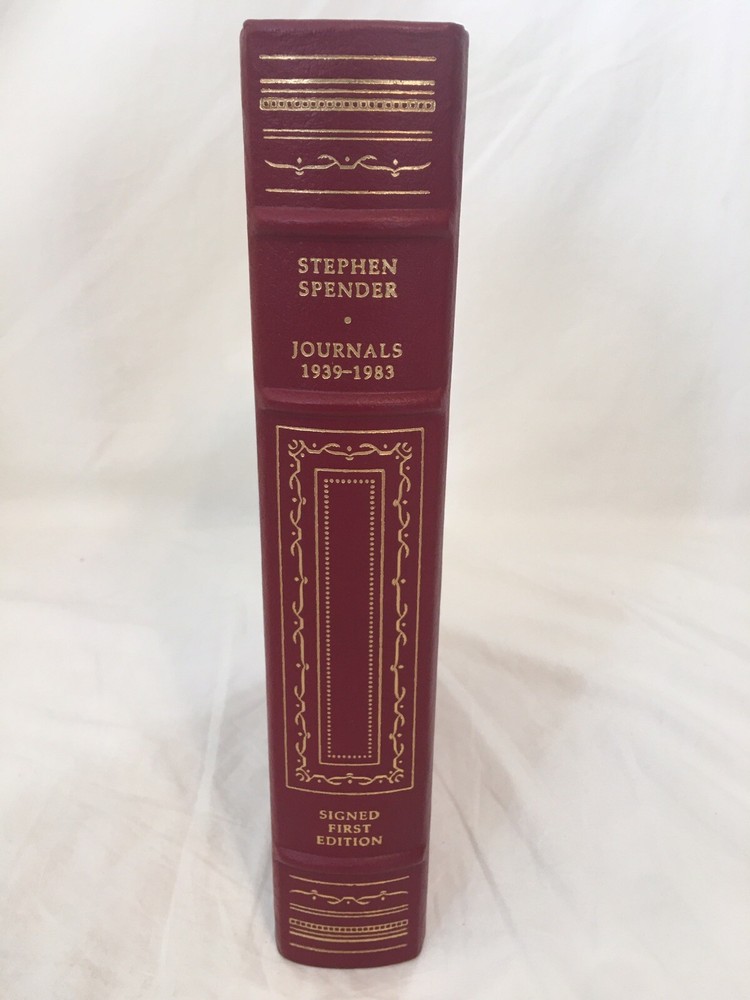 STEPHEN
SPENDER
JOURNALS
1939–1983
SIGNED
FIRST
EDITION